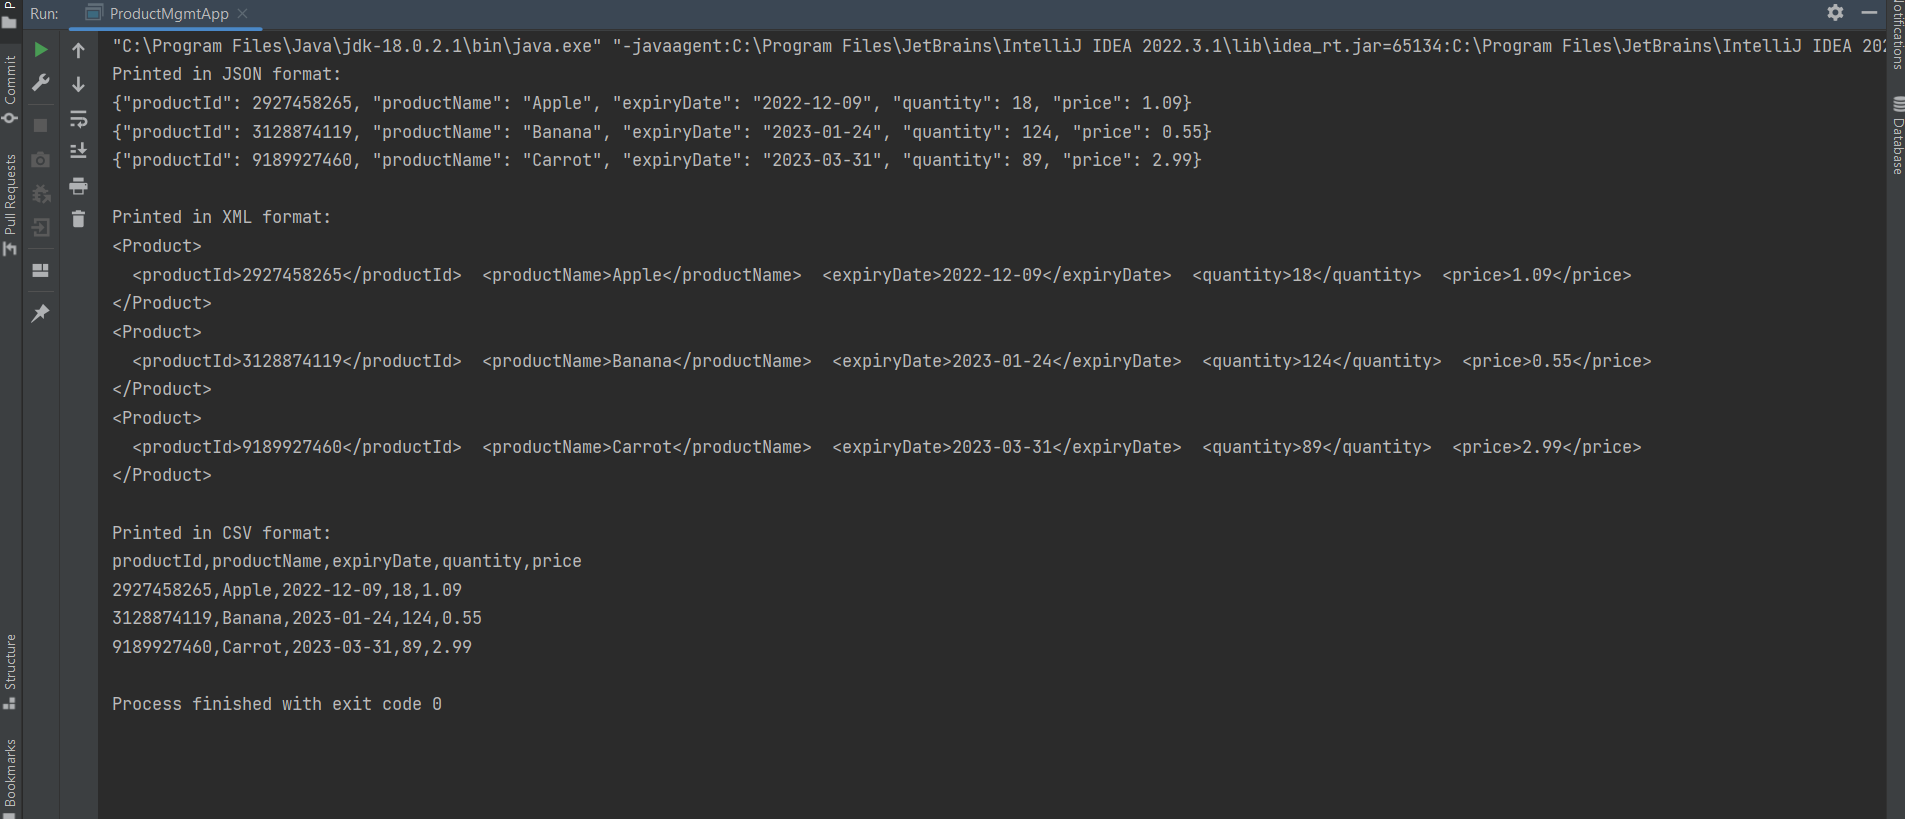 Run: ProductMgmtApp
"C:\Program Files\Java\jdk-18.0.2.1\bin\java.exe" "-javaagent:C:\Program Files\JetBrains\IntelliJ IDEA 2022.3.1\lib\idea_rt.jar=65134:C:\Program Files\JetBrains\IntelliJ IDEA
Printed in JSON format:
{"productId": 2927458265, "productName": "Apple", "expiryDate": "2022-12-09", "quantity": 18, "price": 1.09}
{"productId": 3128874119, "productName": "Banana", "expiryDate": "2023-01-24", "quantity": 124, "price": 0.55}
{"productId": 9189927460, "productName": "Carrot", "expiryDate": "2023-03-31", "quantity": 89, "price": 2.99}
Printed in XML format:
<Product>
  <productId>2927458265</productId>  <productName>Apple</productName>  <expiryDate>2022-12-09</expiryDate>  <quantity>18</quantity>  <price>1.09</price>
</Product>
<Product>
  <productId>3128874119</productId>  <productName>Banana</productName>  <expiryDate>2023-01-24</expiryDate>  <quantity>124</quantity>  <price>0.55</price>
</Product>
<Product>
  <productId>9189927460</productId>  <productName>Carrot</productName>  <expiryDate>2023-03-31</expiryDate>  <quantity>89</quantity>  <price>2.99</price>
</Product>
Printed in CSV format:
productId,productName,expiryDate,quantity,price
2927458265,Apple,2022-12-09,18,1.09
3128874119,Banana,2023-01-24,124,0.55
9189927460,Carrot,2023-03-31,89,2.99
Process finished with exit code 0
Commit
Pull Requests
Structure
Bookmarks
Notifications
Database